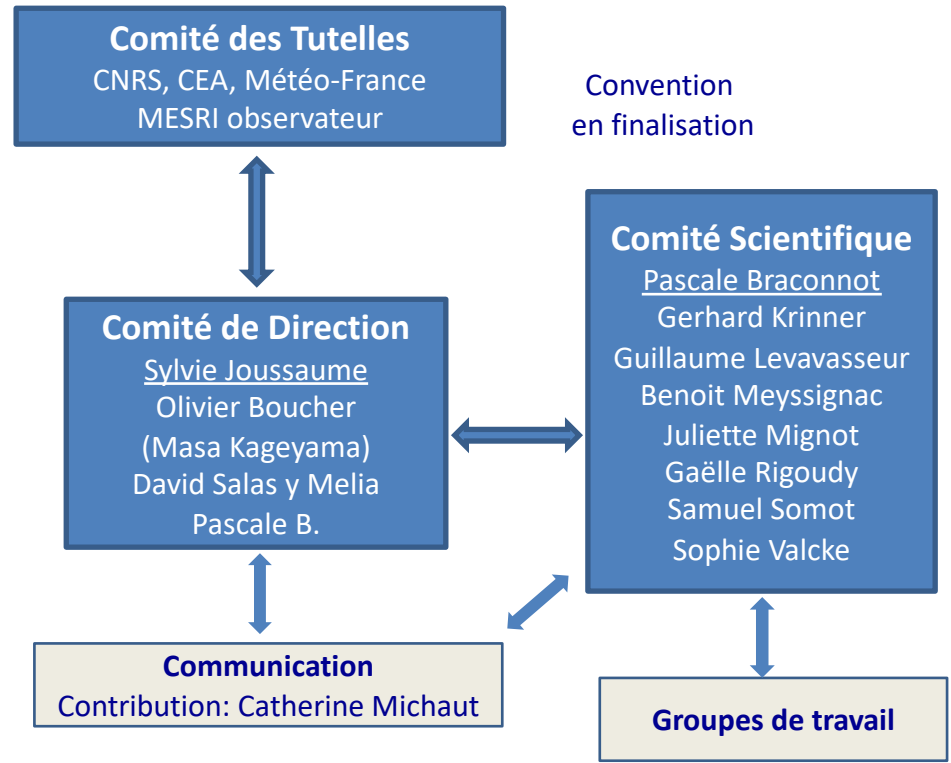 Comité des Tutelles
CNRS, CEA, Météo-France
MESRI observateur
Convention
en finalisation
Comité de Direction
Sylvie Joussaume
Olivier Boucher
(Masa Kageyama)
David Salas y Melia
Pascale B.
Comité Scientifique
Pascale Braconnot
Gerhard Krinner
Guillaume Levavasseur
Benoit Meyssignac
Juliette Mignot
Gaëlle Rigoudy
Samuel Somot
Sophie Valcke
Communication
Contribution: Catherine Michaut
Groupes de travail